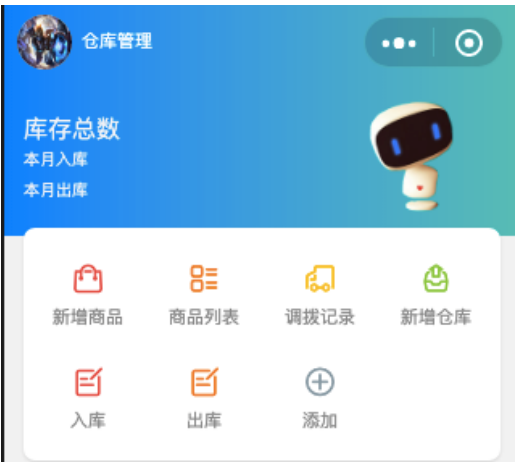 仓库管理
库存总数
本月入库
本月出库
新增商品 商品列表 调拨记录 新增仓库
入库 出库 添加